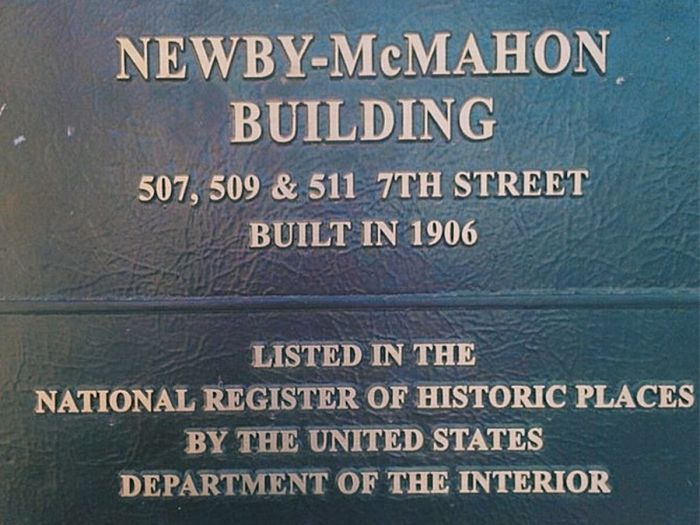 NEWBY-McMAHON
BUILDING
507, 509 & 511 7TH STREET
BUILT IN 1906
LISTED IN THE
NATIONAL REGISTER OF HISTORIC PLACES
BY THE UNITED STATES
DEPARTMENT OF THE INTERIOR